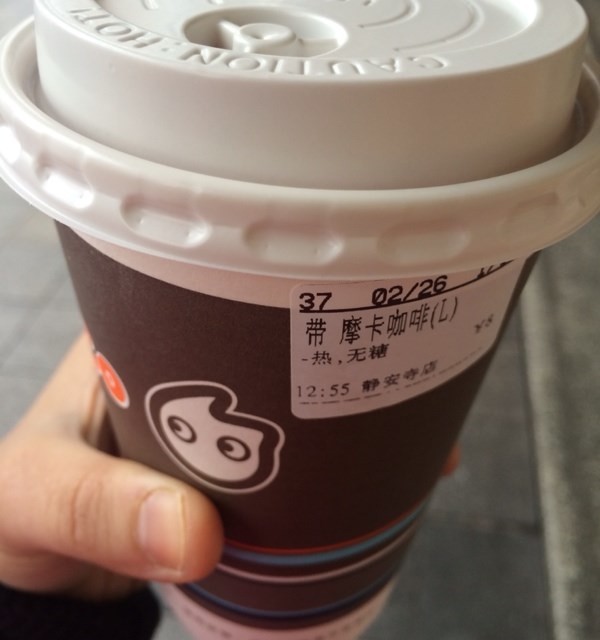 CAUTION:HOT!
37 02/26
带 摩卡咖啡(L)
¥8
-热,无糖
12:55 静安寺店